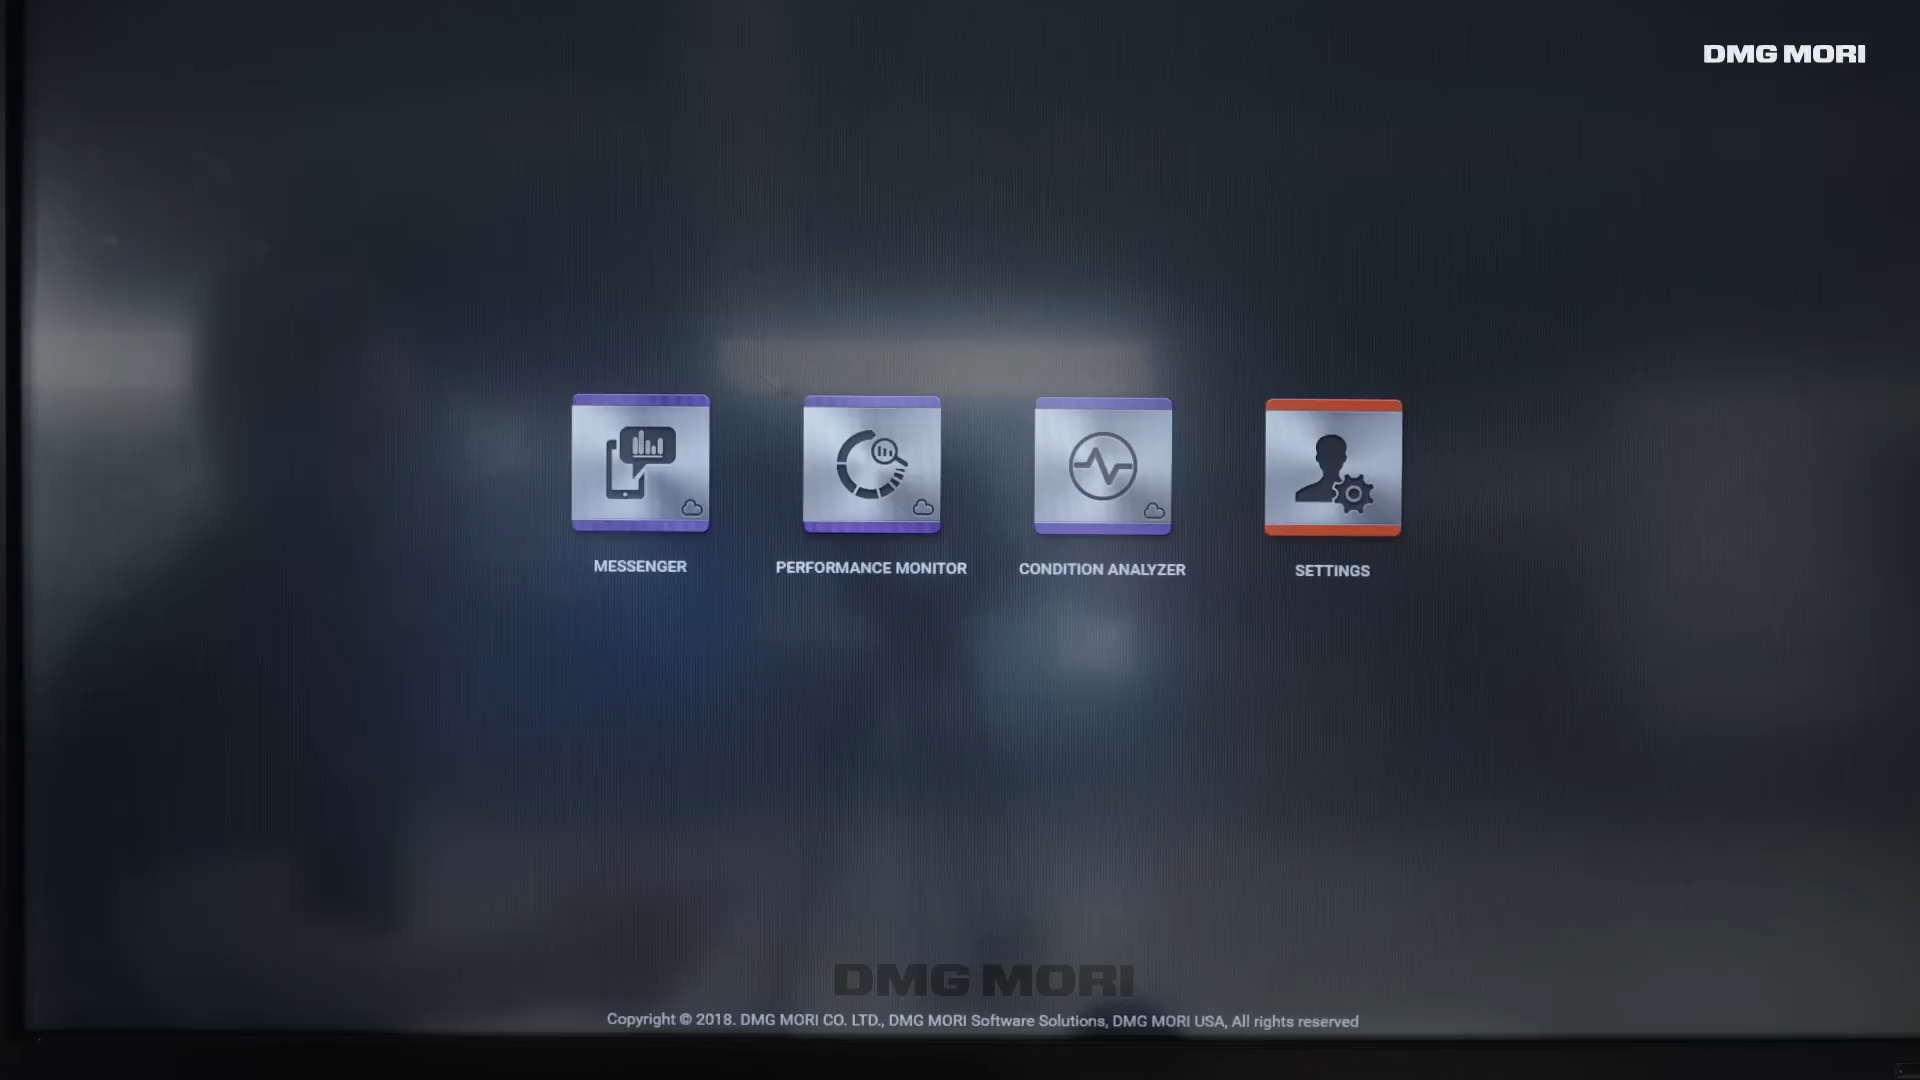 DMG MORI
MESSENGER
PERFORMANCE MONITOR
CONDITION ANALYZER
SETTINGS
DMG MORI
Copyright © 2018. DMG MORI CO. LTD., DMG MORI Software Solutions, DMG MORI USA, All rights reserved